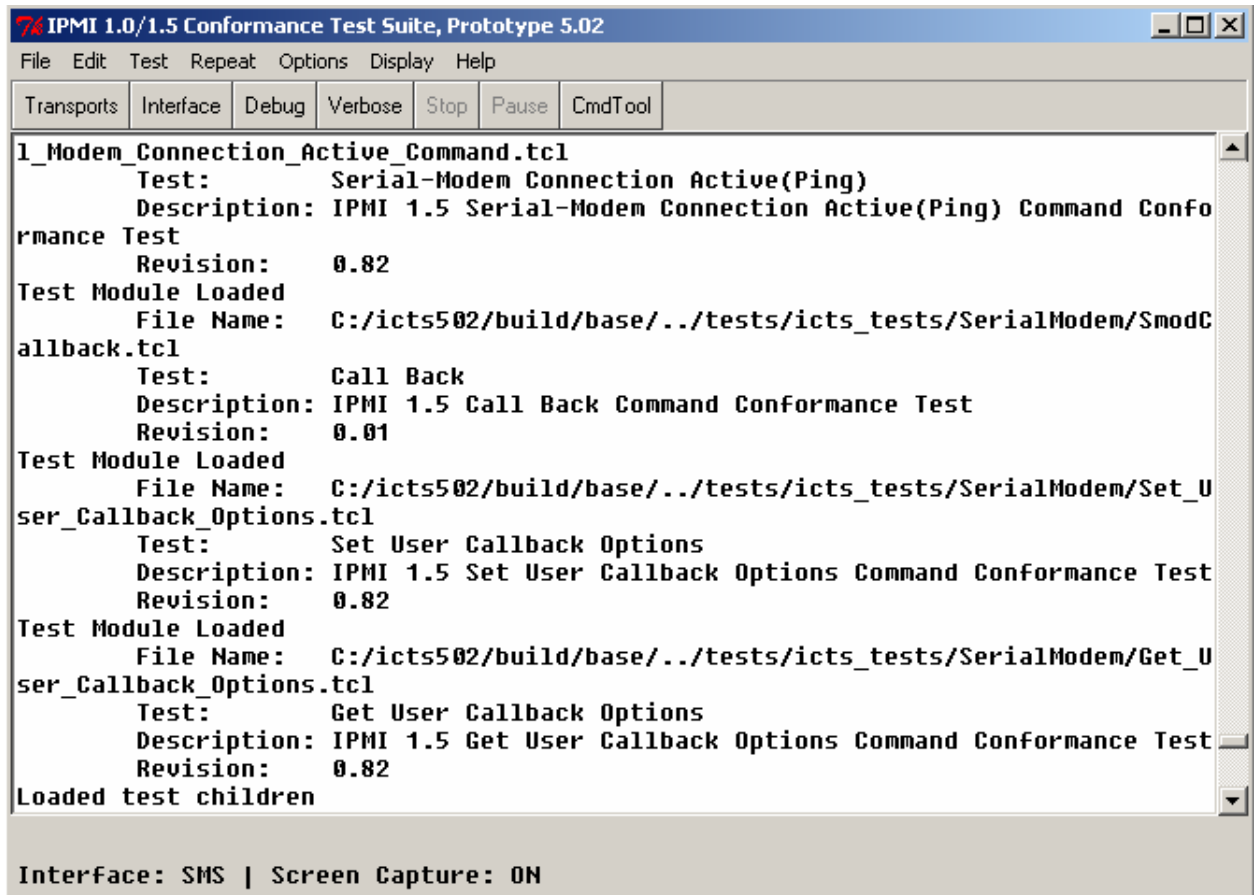 IPMI 1.0/1.5 Conformance Test Suite, Prototype 5.02
File Edit Test Repeat Options Display Help
Transports Interface Debug Verbose Stop Pause CmdTool
l_Modem_Connection_Active_Command.tcl
Test: Serial-Modem Connection Active(Ping)
Description: IPMI 1.5 Serial-Modem Connection Active(Ping) Command Confo
rmance Test
Revision: 0.82
Test Module Loaded
File Name: C:/icts502/build/base/../tests/icts_tests/SerialModem/SmodC
allback.tcl
Test: Call Back
Description: IPMI 1.5 Call Back Command Conformance Test
Revision: 0.01
Test Module Loaded
File Name: C:/icts502/build/base/../tests/icts_tests/SerialModem/Set_U
ser_Callback_Options.tcl
Test: Set User Callback Options
Description: IPMI 1.5 Set User Callback Options Command Conformance Test
Revision: 0.82
Test Module Loaded
File Name: C:/icts502/build/base/../tests/icts_tests/SerialModem/Get_U
ser_Callback_Options.tcl
Test: Get User Callback Options
Description: IPMI 1.5 Get User Callback Options Command Conformance Test
Revision: 0.82
Loaded test children
Interface: SMS | Screen Capture: ON